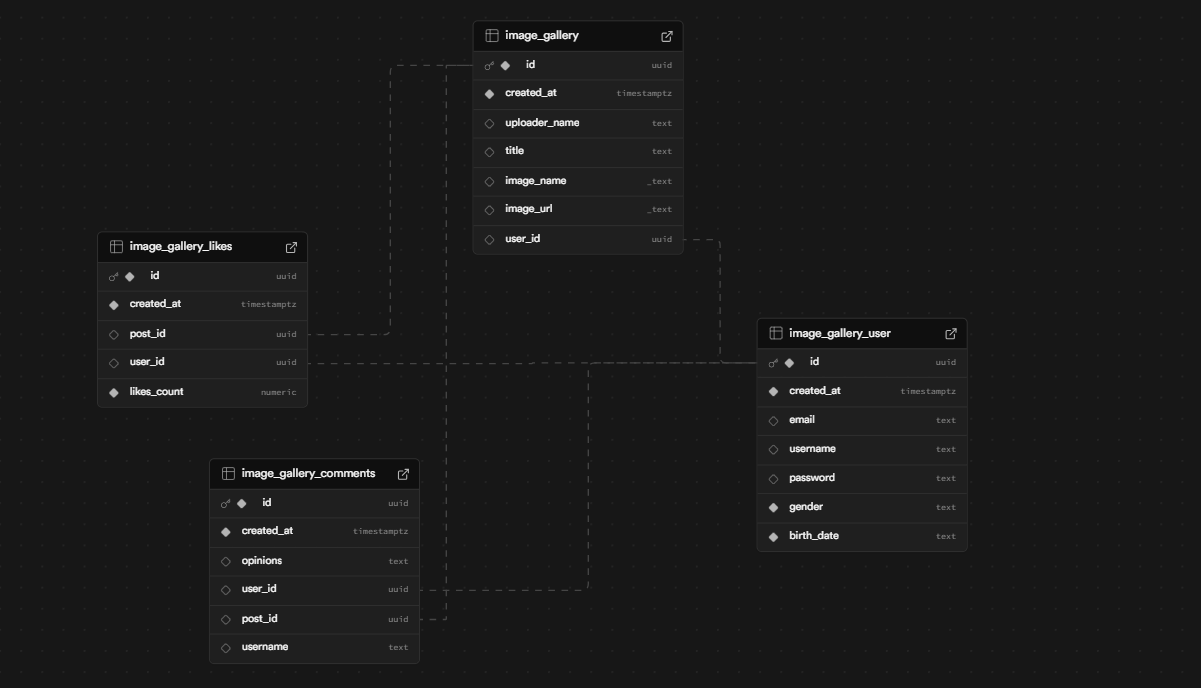 image_gallery
id uuid
created_at timestamptz
uploader_name text
title text
image_name _text
image_url _text
user_id uuid
image_gallery_likes
id uuid
created_at timestamptz
post_id uuid
user_id uuid
likes_count numeric
image_gallery_user
id uuid
created_at timestamptz
email text
username text
password text
gender text
birth_date text
image_gallery_comments
id uuid
created_at timestamptz
opinions text
user_id uuid
post_id uuid
username text